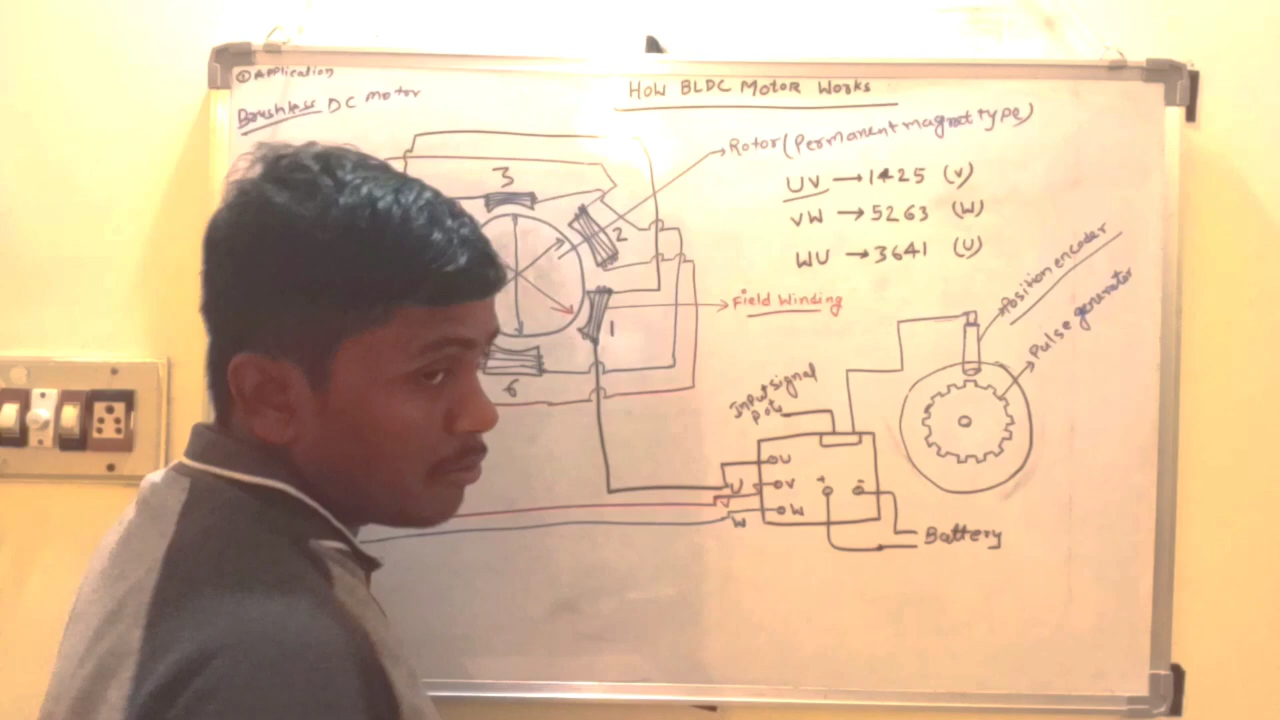 ① Application
How BLDC Motor Works
Brushless DC motor
Rotor (Permanent magnet type)
3
UV → 1425 (V)
2
VW → 5263 (W)
WU → 3641 (U)
Position encoder
Field Winding
1
Pulse generator
6
Input signal
U
U
+ -
V
V
W
W
Battery